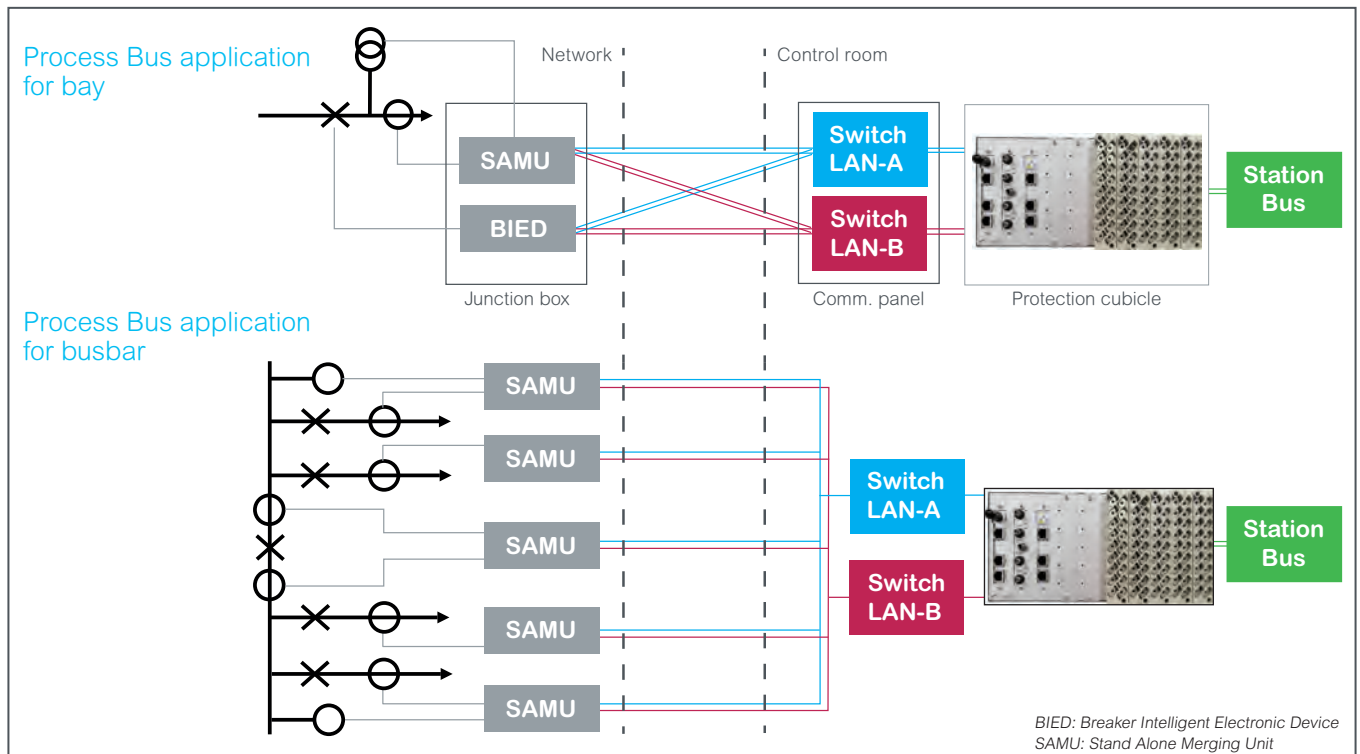 Process Bus application
for bay
Network
Control room
SAMU
BIED
Junction box
Switch
LAN-A
Switch
LAN-B
Comm. panel
Protection cubicle
Station
Bus
Process Bus application
for busbar
SAMU
SAMU
SAMU
SAMU
SAMU
Switch
LAN-A
Switch
LAN-B
Station
Bus
BIED: Breaker Intelligent Electronic Device
SAMU: Stand Alone Merging Unit